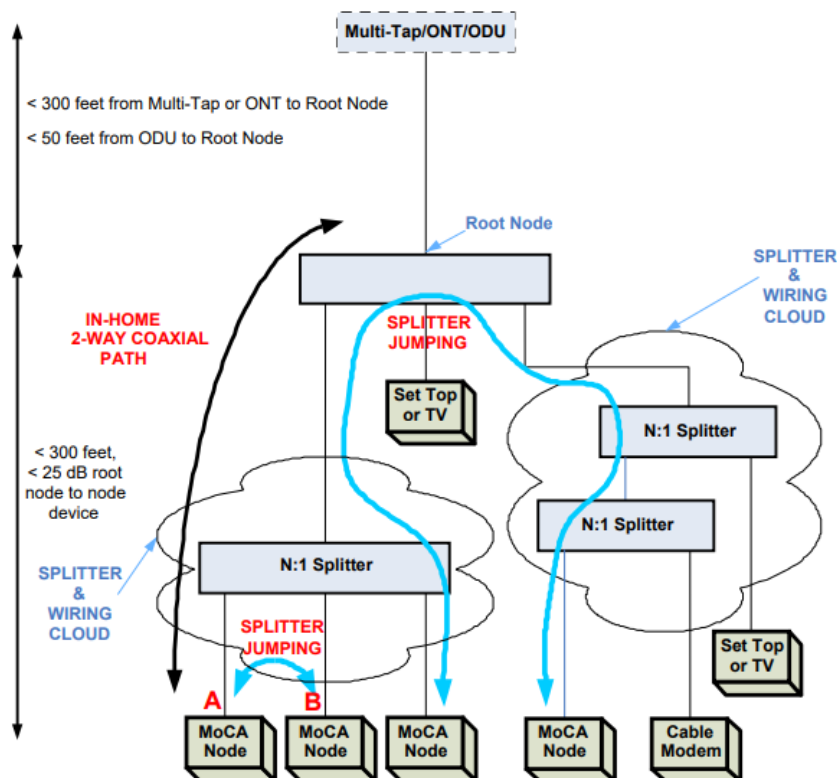 Multi-Tap/ONT/ODU
< 300 feet from Multi-Tap or ONT to Root Node
< 50 feet from ODU to Root Node
Root Node
SPLITTER
&
WIRING
CLOUD
IN-HOME
2-WAY COAXIAL
PATH
SPLITTER
JUMPING
Set Top
or TV
N:1 Splitter
< 300 feet,
< 25 dB root
node to node
device
N:1 Splitter
N:1 Splitter
SPLITTER
&
WIRING
CLOUD
SPLITTER
JUMPING
Set Top
or TV
A
B
MoCA
Node
MoCA
Node
MoCA
Node
MoCA
Node
Cable
Modem